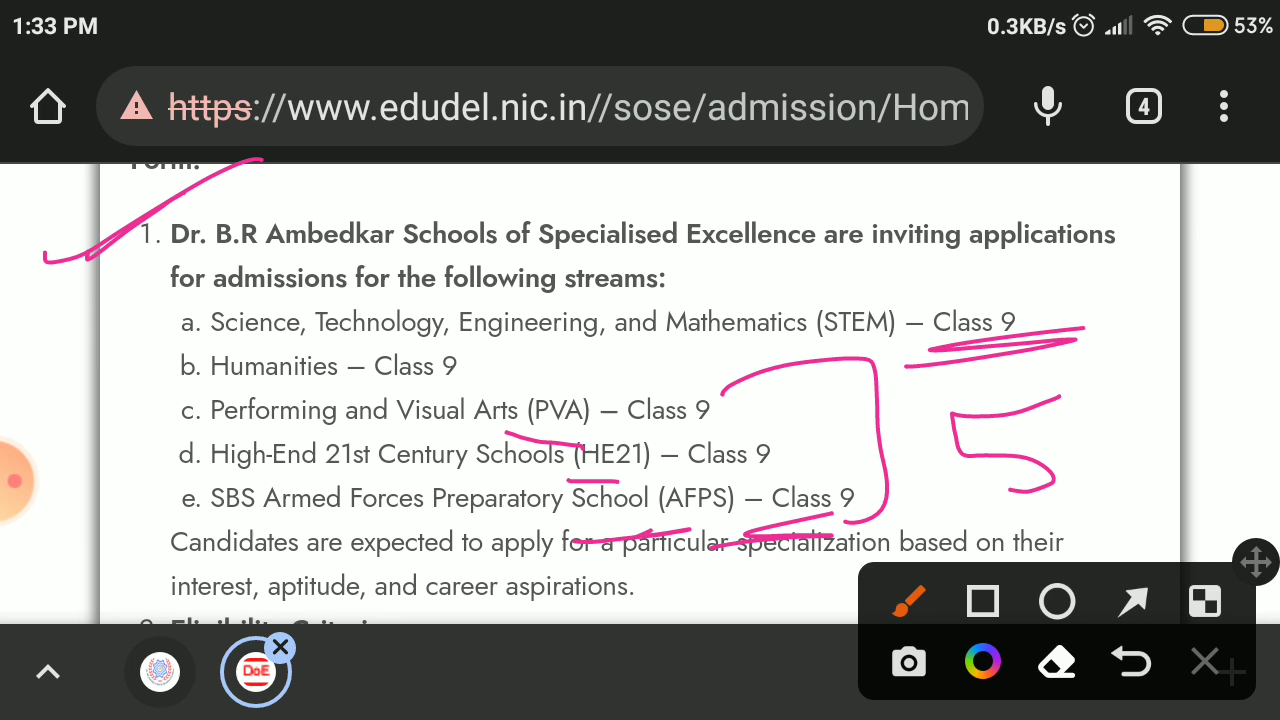 1:33 PM
0.3KB/s
53%
https://www.edudel.nic.in//sose/admission/Hom
4
Form.
1. Dr. B.R Ambedkar Schools of Specialised Excellence are inviting applications
for admissions for the following streams:
a. Science, Technology, Engineering, and Mathematics (STEM) – Class 9
b. Humanities – Class 9
c. Performing and Visual Arts (PVA) – Class 9
5
d. High-End 21st Century Schools (HE21) – Class 9
e. SBS Armed Forces Preparatory School (AFPS) – Class 9
Candidates are expected to apply for a particular specialization based on their
interest, aptitude, and career aspirations.
2. Eligibility Criteri
DoE